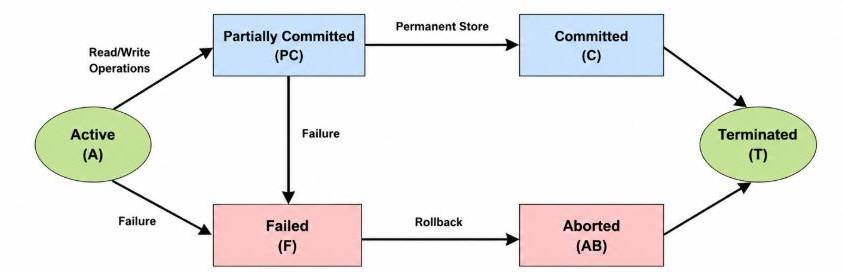 Read/Write
Operations
Partially Committed
(PC)
Permanent Store
Committed
(C)
Active
(A)
Failure
Terminated
(T)
Failure
Failed
(F)
Rollback
Aborted
(AB)